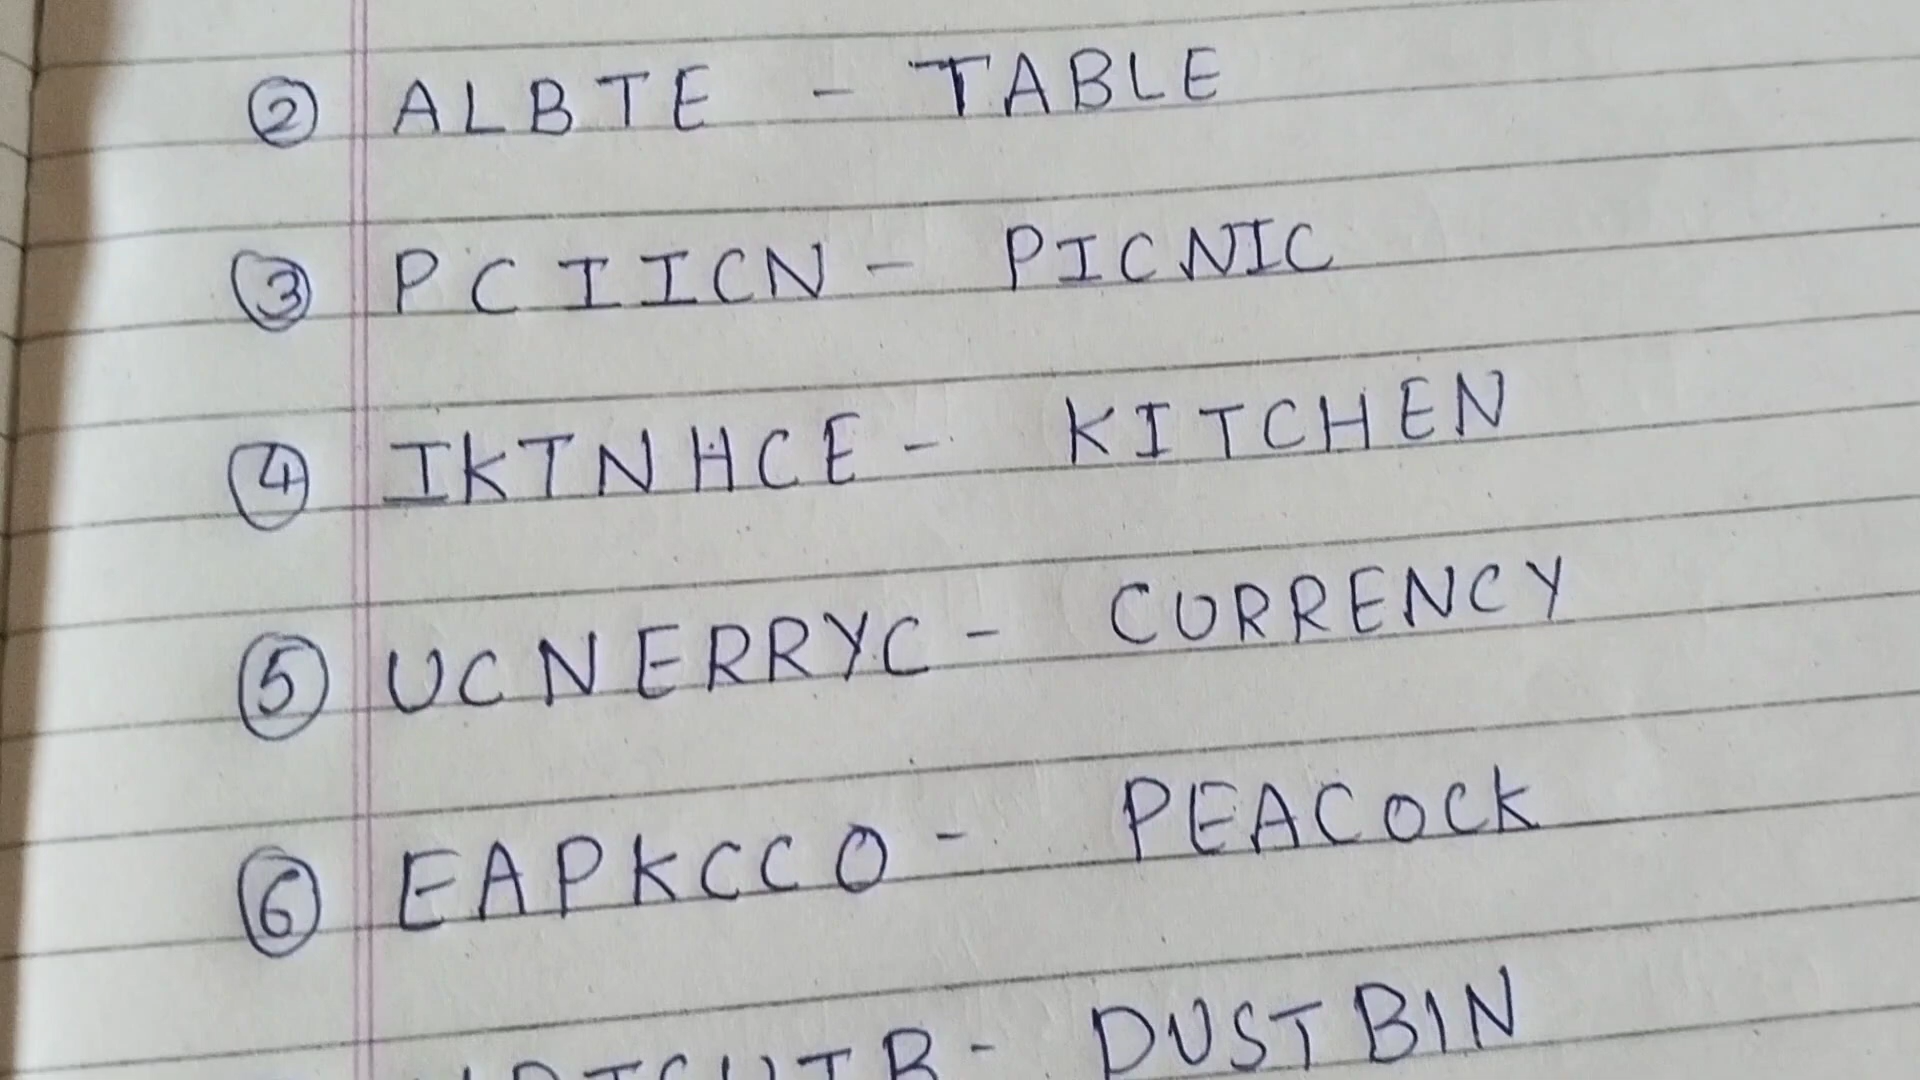 ② ALBTE - TABLE
③ PCIICN - PICNIC
④ IKTNHCE - KITCHEN
⑤ UCNERRYC - CURRENCY
⑥ EAPKCCO - PEACOCK
- DUSTBIN